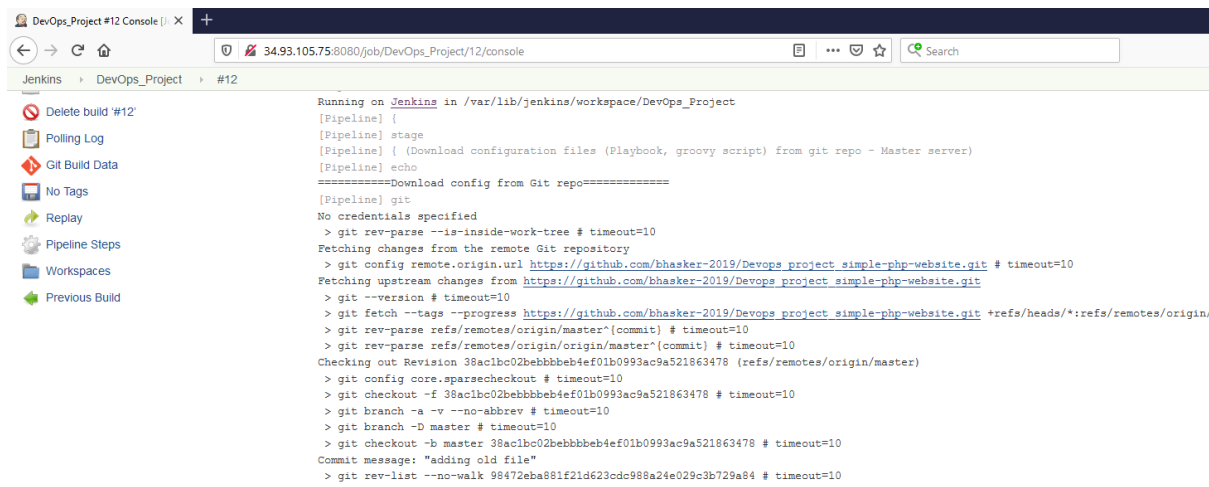 DevOps_Project #12 Console [Je
34.93.105.75:8080/job/DevOps_Project/12/console
Search
Jenkins DevOps_Project #12
Delete build '#12'
Polling Log
Git Build Data
No Tags
Replay
Pipeline Steps
Workspaces
Previous Build
Running on Jenkins in /var/lib/jenkins/workspace/DevOps_Project
[Pipeline] {
[Pipeline] stage
[Pipeline] { (Download configuration files (Playbook, groovy script) from git repo - Master server)
[Pipeline] echo
===========Download config from Git repo=============
[Pipeline] git
No credentials specified
> git rev-parse --is-inside-work-tree # timeout=10
Fetching changes from the remote Git repository
> git config remote.origin.url https://github.com/bhasker-2019/Devops_project_simple-php-website.git # timeout=10
Fetching upstream changes from https://github.com/bhasker-2019/Devops_project_simple-php-website.git
> git --version # timeout=10
> git fetch --tags --progress https://github.com/bhasker-2019/Devops_project_simple-php-website.git +refs/heads/*:refs/remotes/origin/
> git rev-parse refs/remotes/origin/master^{commit} # timeout=10
> git rev-parse refs/remotes/origin/origin/master^{commit} # timeout=10
Checking out Revision 38ac1bc02bebbbbeb4ef01b0993ac9a521863478 (refs/remotes/origin/master)
> git config core.sparsecheckout # timeout=10
> git checkout -f 38ac1bc02bebbbbeb4ef01b0993ac9a521863478 # timeout=10
> git branch -a -v --no-abbrev # timeout=10
> git branch -D master # timeout=10
> git checkout -b master 38ac1bc02bebbbbeb4ef01b0993ac9a521863478 # timeout=10
Commit message: "adding old file"
> git rev-list --no-walk 98472eba881f21d623cdc988a24e029c3b729a84 # timeout=10